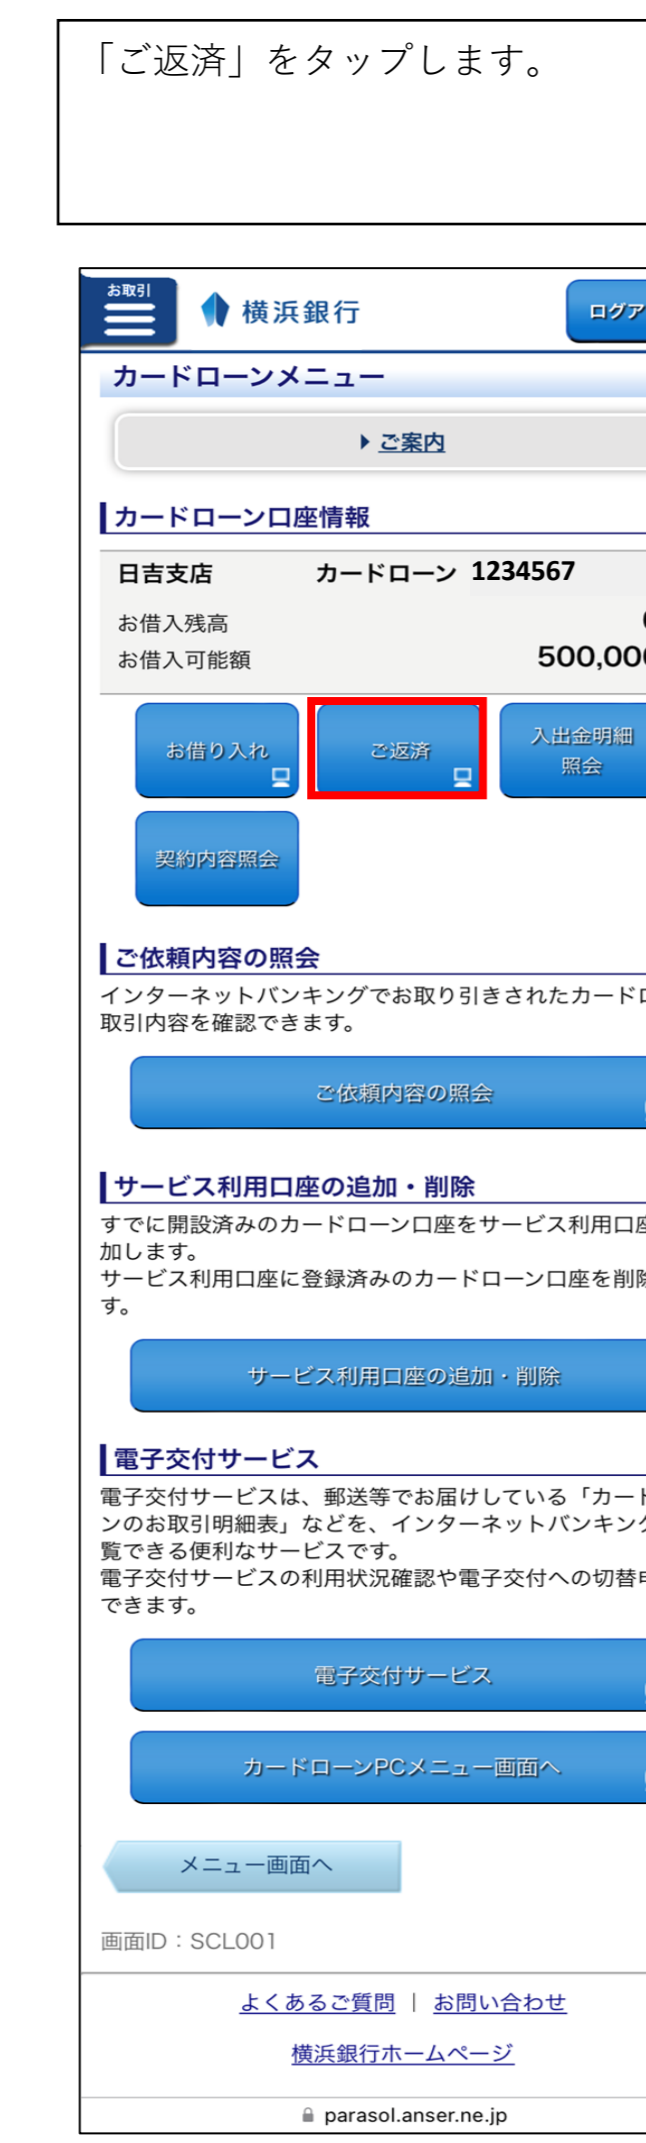 「ご返済」をタップします。
お取引
横浜銀行
ログア
カードローンメニュー
ご案内
カードローン口座情報
日吉支店 カードローン 1234567
お借入残高
お借入可能額 500,000
お借り入れ ご返済 入出金明細
照会
契約内容照会
ご依頼内容の照会
インターネットバンキングでお取り引きされたカードロ
取引内容を確認できます。
ご依頼内容の照会
サービス利用口座の追加・削除
すでに開設済みのカードローン口座をサービス利用口座
加します。
サービス利用口座に登録済みのカードローン口座を削除
す。
サービス利用口座の追加・削除
電子交付サービス
電子交付サービスは、郵送等でお届けしている「カード
ンのお取引明細表」などを、インターネットバンキング
覧できる便利なサービスです。
電子交付サービスの利用状況確認や電子交付への切替申
できます。
電子交付サービス
カードローンPCメニュー画面へ
メニュー画面へ
画面ID：SCL001
よくあるご質問 | お問い合わせ
横浜銀行ホームページ
parasol.anser.ne.jp